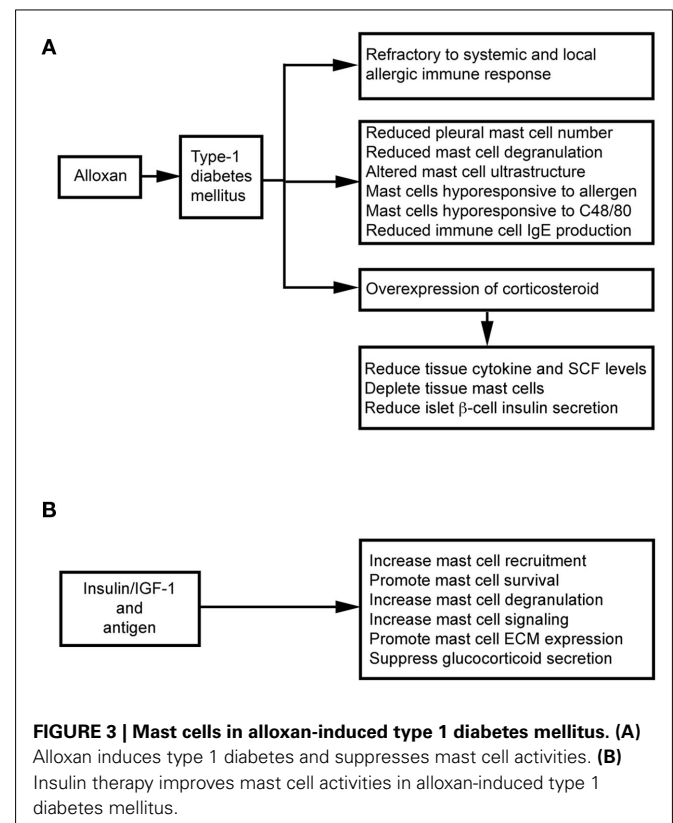 A
Refractory to systemic and local
allergic immune response
Alloxan
Type-1
diabetes
mellitus
Reduced pleural mast cell number
Reduced mast cell degranulation
Altered mast cell ultrastructure
Mast cells hyporesponsive to allergen
Mast cells hyporesponsive to C48/80
Reduced immune cell IgE production
Overexpression of corticosteroid
Reduce tissue cytokine and SCF levels
Deplete tissue mast cells
Reduce islet β-cell insulin secretion
B
Insulin/IGF-1
and
antigen
Increase mast cell recruitment
Promote mast cell survival
Increase mast cell degranulation
Increase mast cell signaling
Promote mast cell ECM expression
Suppress glucocorticoid secretion
FIGURE 3 | Mast cells in alloxan-induced type 1 diabetes mellitus. (A)
Alloxan induces type 1 diabetes and suppresses mast cell activities. (B)
Insulin therapy improves mast cell activities in alloxan-induced type 1
diabetes mellitus.